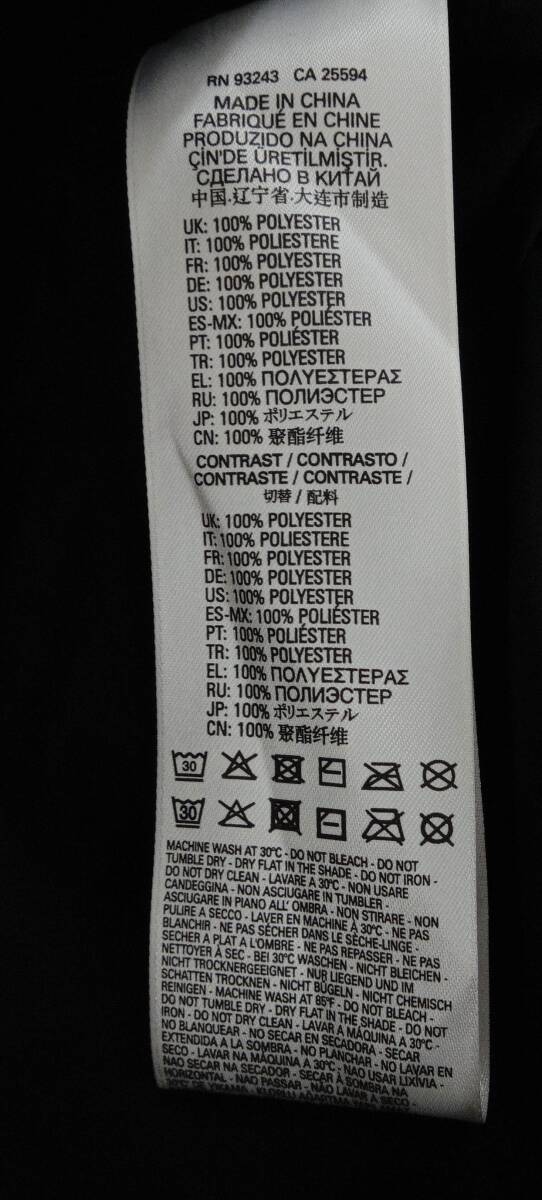 RN 93243 CA 25594
MADE IN CHINA
FABRIQUÉ EN CHINE
PRODUZIDO NA CHINA
ÇIN'DE ÜRETİLMİŞTİR.
СДЕЛАНО В КИТАЙ
中国.辽宁省.大连市制造
UK: 100% POLYESTER
IT: 100% POLIESTERE
FR: 100% POLYESTER
DE: 100% POLYESTER
US: 100% POLYESTER
ES-MX: 100% POLIÉSTER
PT: 100% POLIÉSTER
TR: 100% POLYESTER
EL: 100% ΠΟΛΥΕΣΤΕΡΑΣ
RU: 100% ПОЛИЭСТЕР
JP: 100% ポリエステル
CN: 100% 聚酯纤维
CONTRAST / CONTRASTO /
CONTRASTE / CONTRASTE /
切替 / 配料
UK: 100% POLYESTER
IT: 100% POLIESTERE
FR: 100% POLYESTER
DE: 100% POLYESTER
US: 100% POLYESTER
ES-MX: 100% POLIÉSTER
PT: 100% POLIÉSTER
TR: 100% POLYESTER
EL: 100% ΠΟΛΥΕΣΤΕΡΑΣ
RU: 100% ПОЛИЭСТЕР
JP: 100% ポリエステル
CN: 100% 聚酯纤维
30
30
MACHINE WASH AT 30°C - DO NOT BLEACH - DO NOT
TUMBLE DRY - DRY FLAT IN THE SHADE - DO NOT IRON -
DO NOT DRY CLEAN - LAVARE A 30°C - NON USARE
CANDEGGINA - NON ASCIUGARE IN TUMBLER -
ASCIUGARE IN PIANO ALL' OMBRA - NON STIRARE - NON
PULIRE A SECCO - LAVER EN MACHINE À 30°C - NE PAS
BLANCHIR - NE PAS SÉCHER DANS LE SÈCHE-LINGE -
SECHER A PLAT A L'OMBRE - NE PAS REPASSER - NE PAS
NETTOYER À SEC - BEI 30°C WASCHEN - NICHT BLEICHEN -
NICHT TROCKNERGEEIGNET - NUR LIEGEND UND IM
SCHATTEN TROCKNEN - NICHT BÜGELN - NICHT CHEMISCH
REINIGEN - MACHINE WASH AT 85°F - DO NOT BLEACH -
DO NOT TUMBLE DRY - DRY FLAT IN THE SHADE - DO NOT
IRON - DO NOT DRY CLEAN - LAVAR A MÁQUINA A 30°C -
NO BLANQUEAR - NO SECAR EN SECADORA - SECAR
EXTENDIDA A LA SOMBRA - NO PLANCHAR - NO LAVAR EN
SECO - LAVAR NA MÁQUINA A 30°C - NAO USAR LIXÍVIA -
NAO SECAR NA SECADOR - SECAR À SOMBRA NA
HORIZONTAL - NAO PASSAR - NÃO LAVAR À SECO -
30°C DE YIKAMA